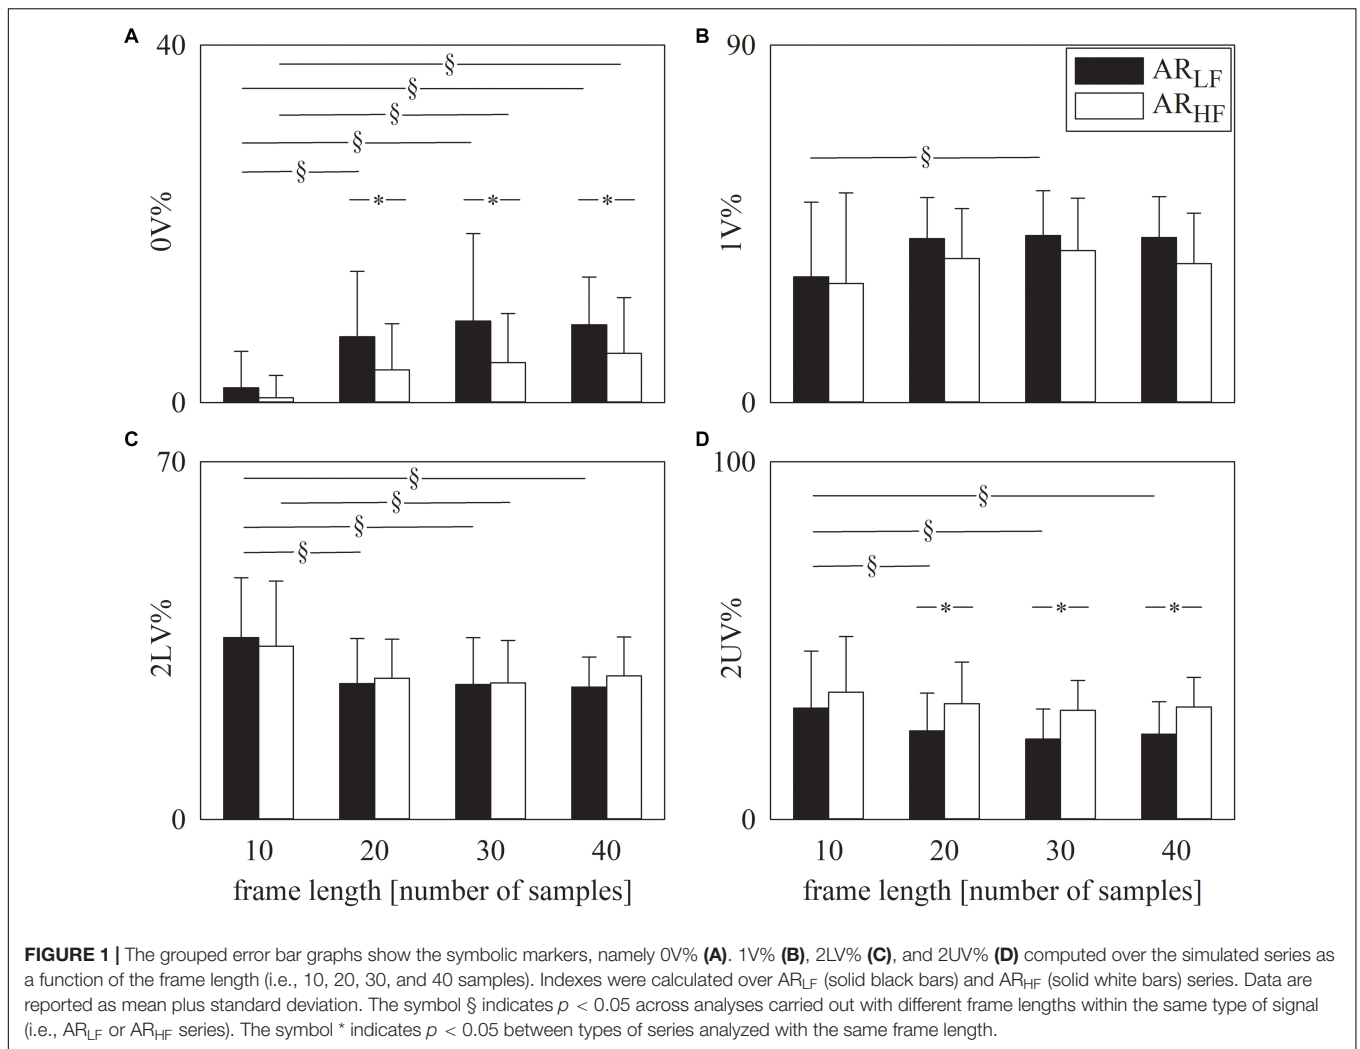 A
B
40
90
§
§
§
§
§
* * *
0V%
0
AR_LF
AR_HF
§
1V%
0
C
D
70
100
§
§
§
§
2LV%
0
10 20 30 40
frame length [number of samples]
§
§
§
* * *
2UV%
0
10 20 30 40
frame length [number of samples]
FIGURE 1 | The grouped error bar graphs show the symbolic markers, namely 0V% (A). 1V% (B), 2LV% (C), and 2UV% (D) computed over the simulated series as
a function of the frame length (i.e., 10, 20, 30, and 40 samples). Indexes were calculated over AR_LF (solid black bars) and AR_HF (solid white bars) series. Data are
reported as mean plus standard deviation. The symbol § indicates p < 0.05 across analyses carried out with different frame lengths within the same type of signal
(i.e., AR_LF or AR_HF series). The symbol * indicates p < 0.05 between types of series analyzed with the same frame length.